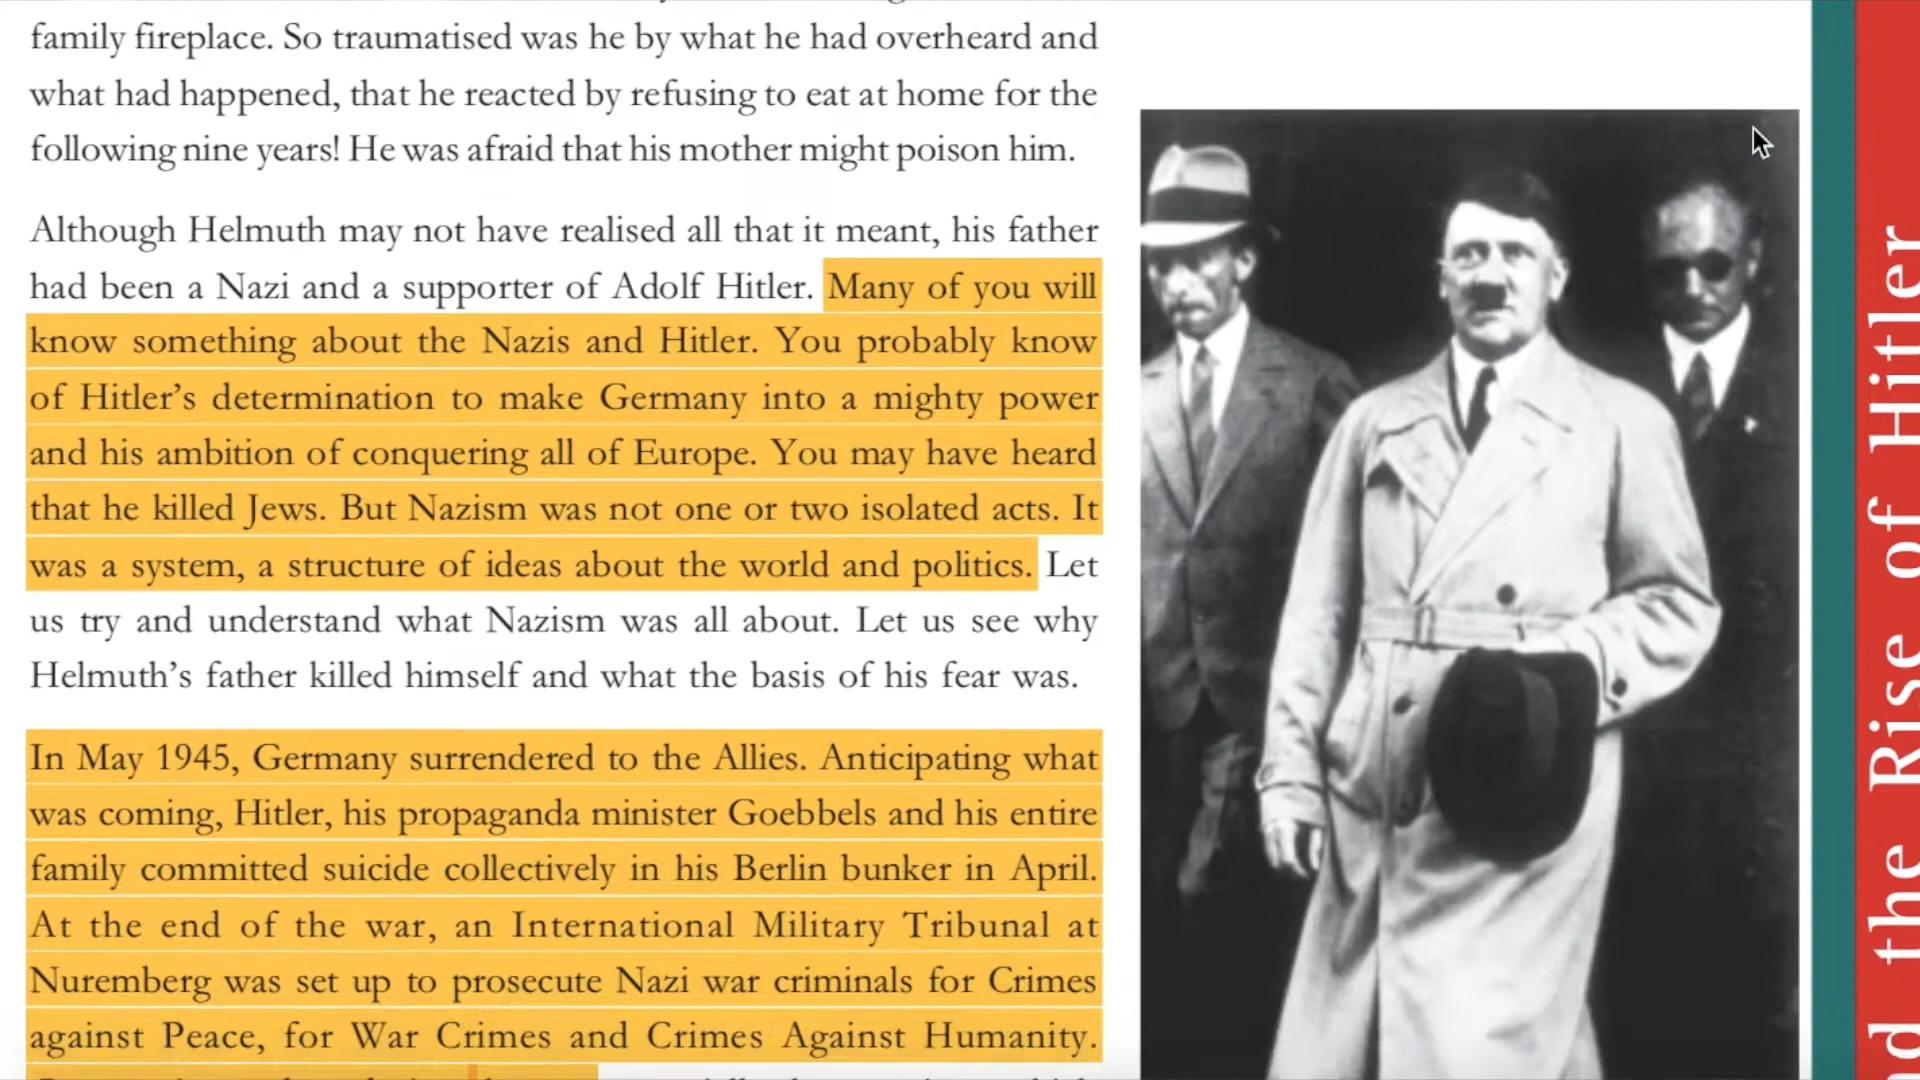 family fireplace. So traumatised was he by what he had overheard and
what had happened, that he reacted by refusing to eat at home for the
following nine years! He was afraid that his mother might poison him.
Although Helmuth may not have realised all that it meant, his father
had been a Nazi and a supporter of Adolf Hitler. Many of you will
know something about the Nazis and Hitler. You probably know
of Hitler’s determination to make Germany into a mighty power
and his ambition of conquering all of Europe. You may have heard
that he killed Jews. But Nazism was not one or two isolated acts. It
was a system, a structure of ideas about the world and politics. Let
us try and understand what Nazism was all about. Let us see why
Helmuth’s father killed himself and what the basis of his fear was.
In May 1945, Germany surrendered to the Allies. Anticipating what
was coming, Hitler, his propaganda minister Goebbels and his entire
family committed suicide collectively in his Berlin bunker in April.
At the end of the war, an International Military Tribunal at
Nuremberg was set up to prosecute Nazi war criminals for Crimes
against Peace, for War Crimes and Crimes Against Humanity.
the Rise of Hitler